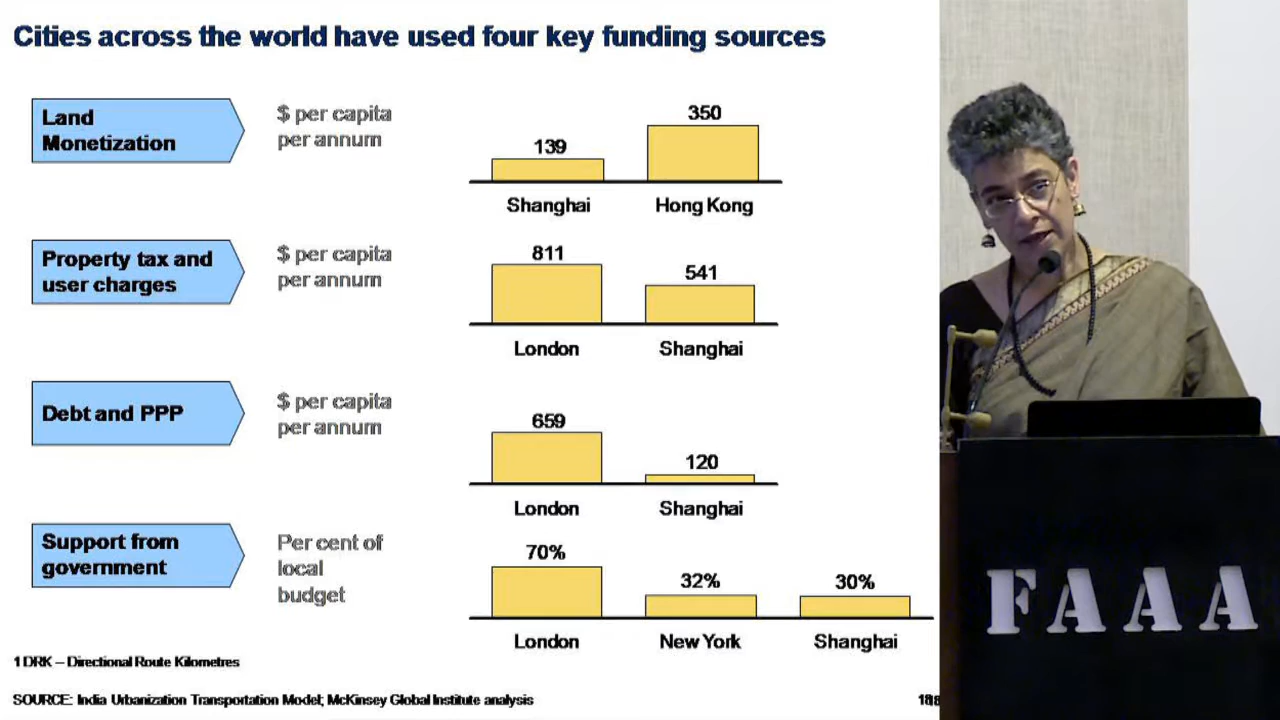 Cities across the world have used four key funding sources
Land
Monetization
$ per capita
per annum
139
350
Shanghai
Hong Kong
Property tax and
user charges
$ per capita
per annum
811
541
London
Shanghai
Debt and PPP
$ per capita
per annum
659
120
London
Shanghai
Support from
government
Per cent of
local
budget
70%
32%
30%
London
New York
Shanghai
1 DRK – Directional Route Kilometres
SOURCE: India Urbanization Transportation Model; McKinsey Global Institute analysis
FAAA